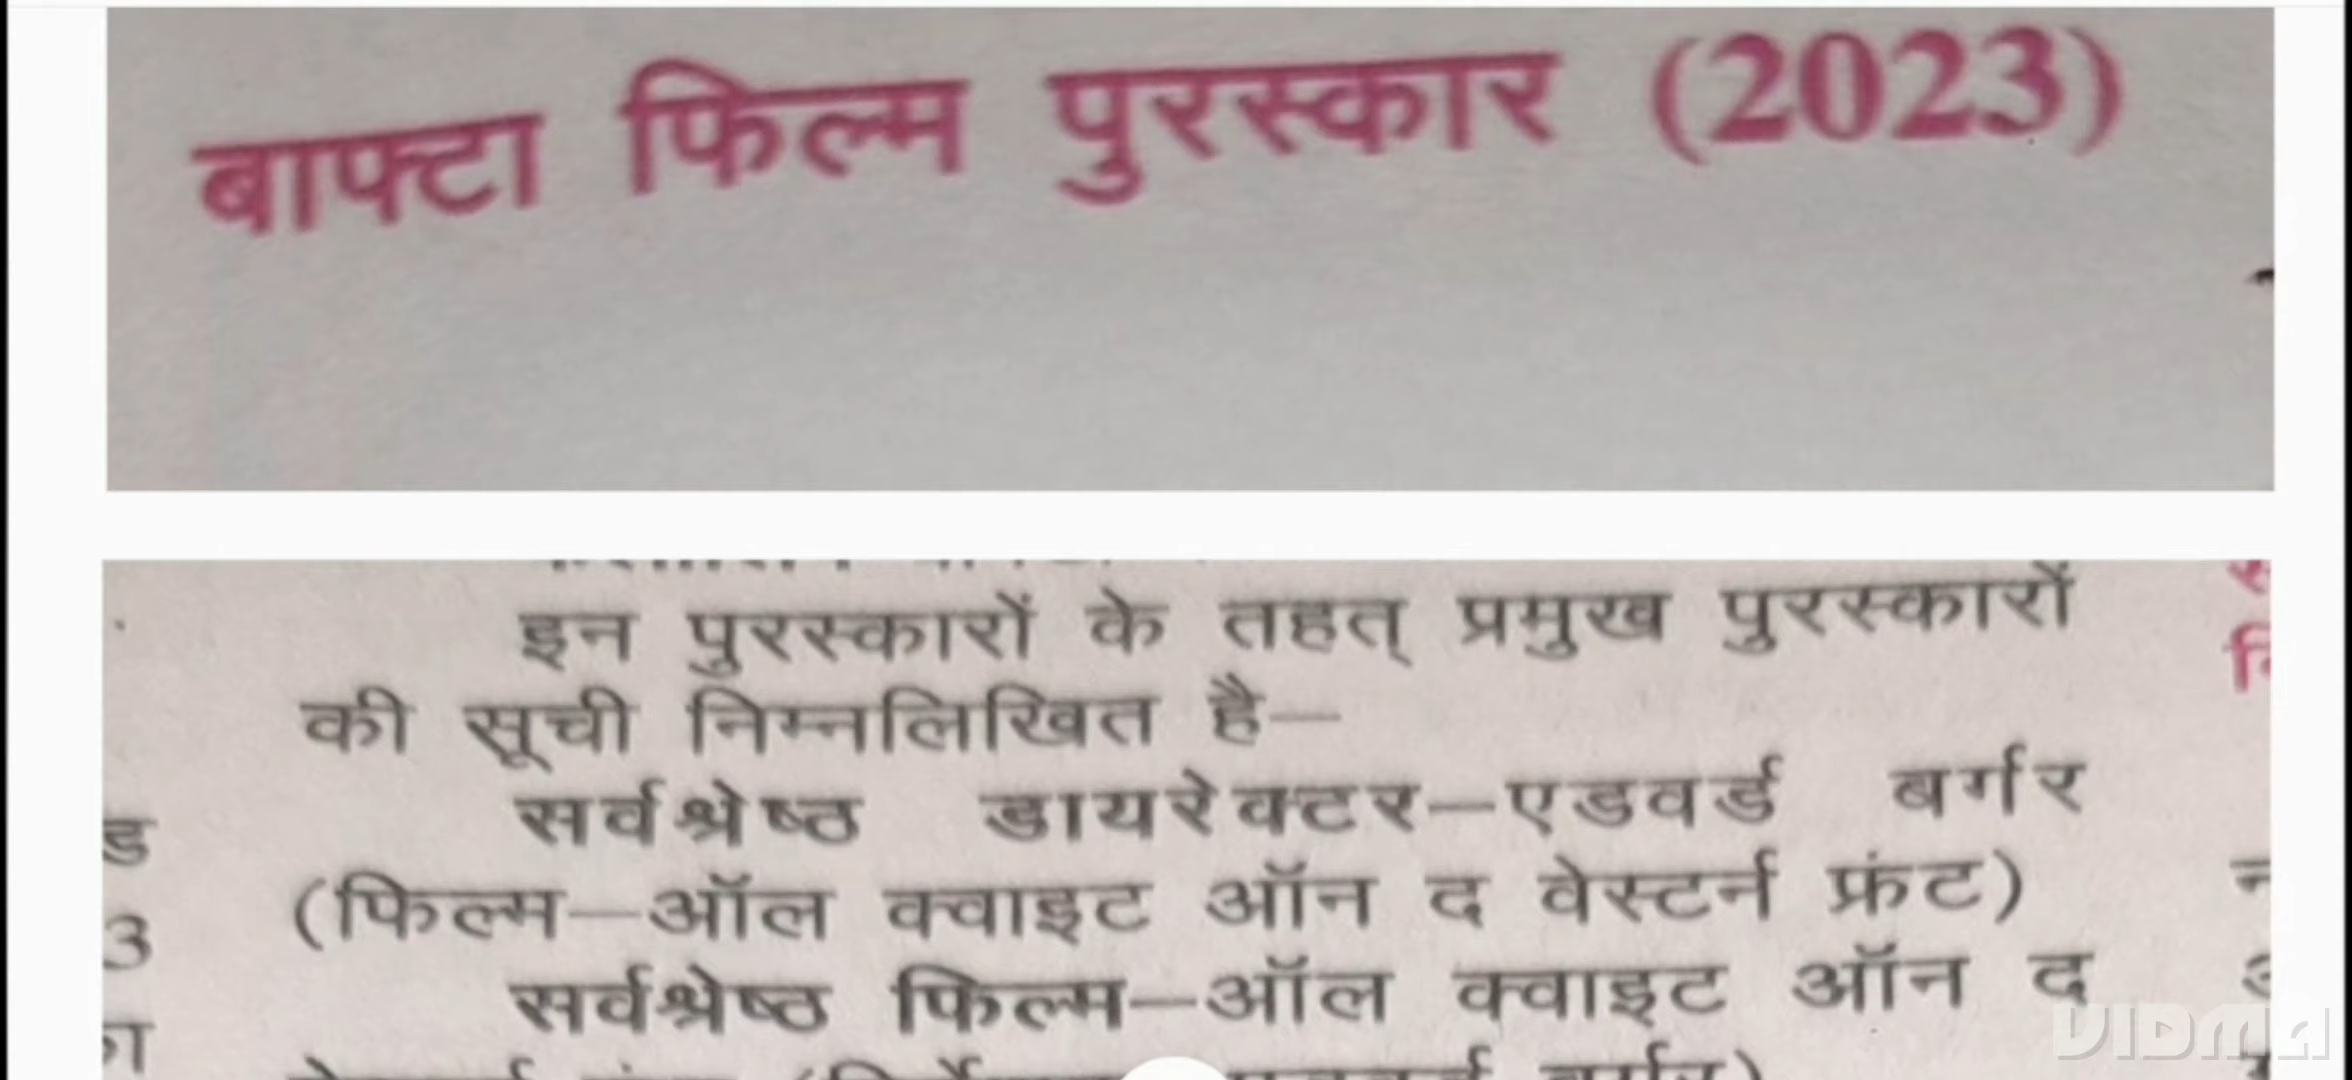 बाफ्टा फिल्म पुरस्कार (2023)
इन पुरस्कारों के तहत् प्रमुख पुरस्कारों
की सूची निम्नलिखित है—
सर्वश्रेष्ठ डायरेक्टर—एडवर्ड बर्गर
(फिल्म—ऑल क्वाइट ऑन द वेस्टर्न फ्रंट)
सर्वश्रेष्ठ फिल्म—ऑल क्वाइट ऑन द
VIDMA